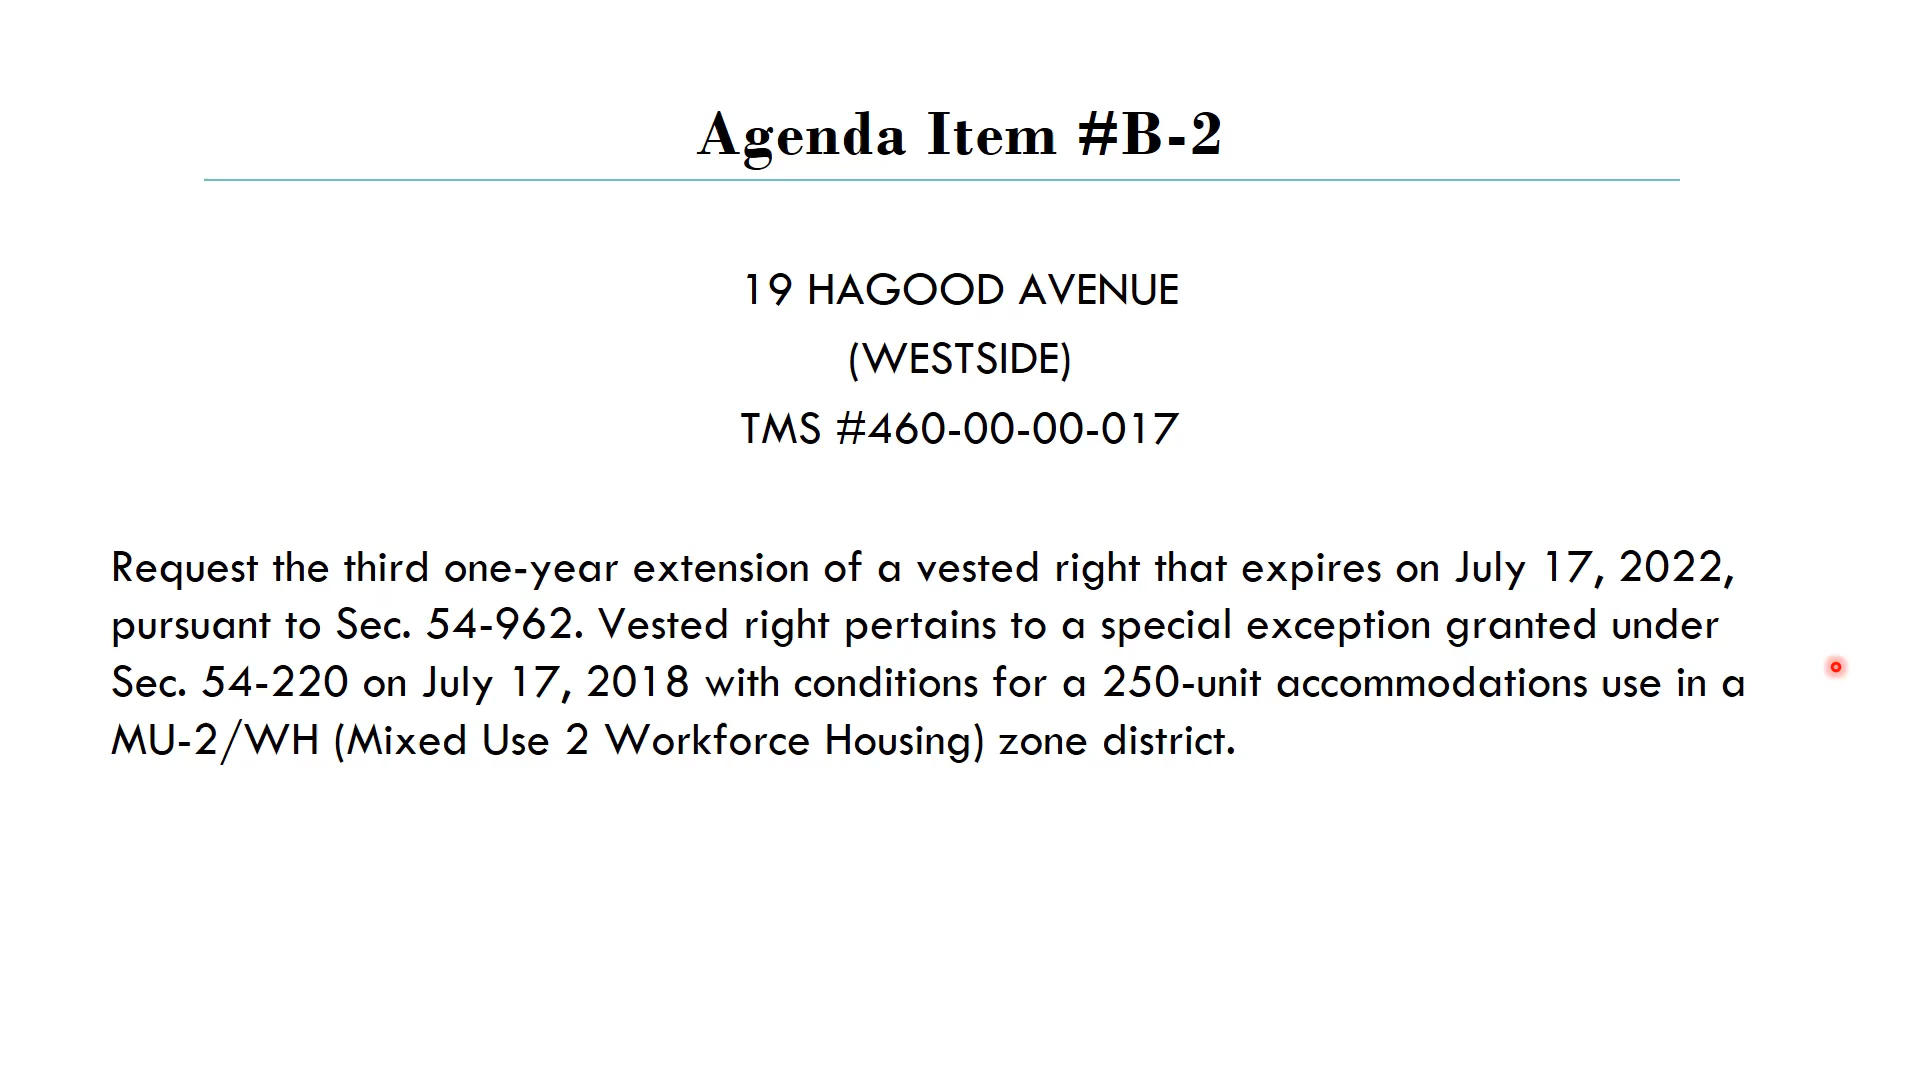 Agenda Item #B-2
19 HAGOOD AVENUE
(WESTSIDE)
TMS #460-00-00-017
Request the third one-year extension of a vested right that expires on July 17, 2022,
pursuant to Sec. 54-962. Vested right pertains to a special exception granted under
Sec. 54-220 on July 17, 2018 with conditions for a 250-unit accommodations use in a
MU-2/WH (Mixed Use 2 Workforce Housing) zone district.